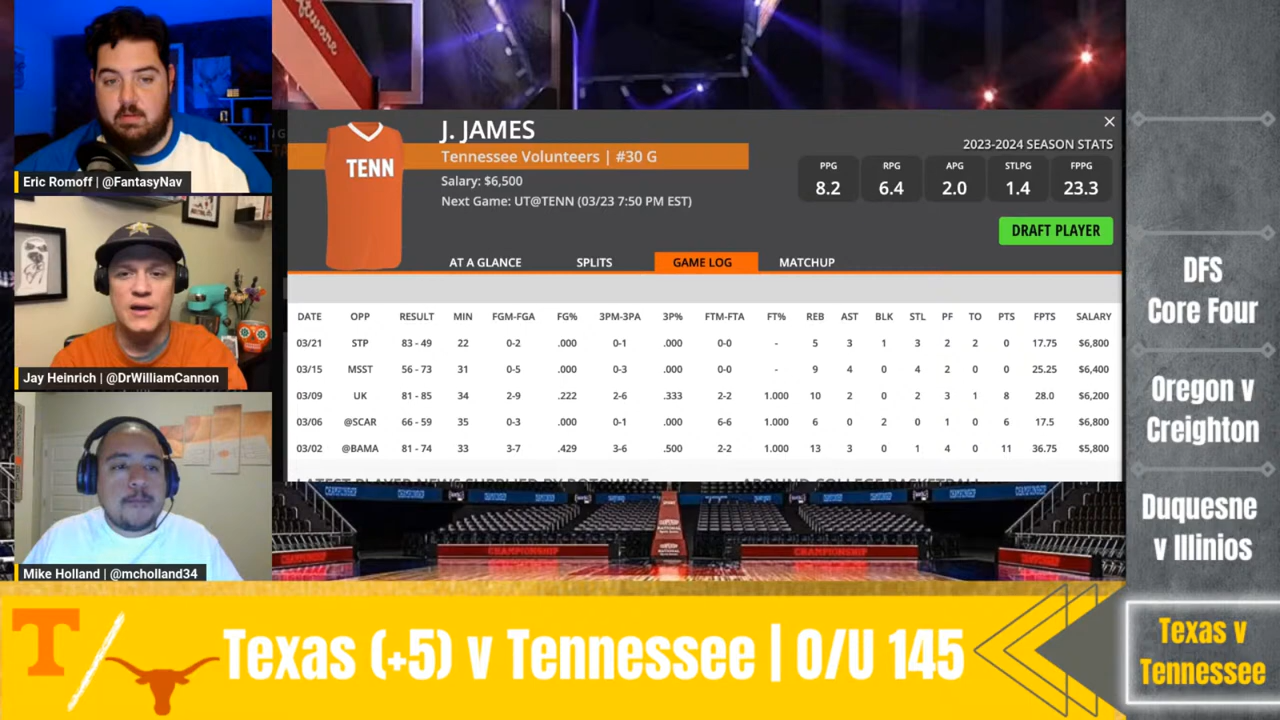 Eric Romoff | @FantasyNav
Jay Heinrich | @DrWilliamCannon
Mike Holland | @mcholland34
TENN
J. JAMES
Tennessee Volunteers | #30 G
Salary: $6,500
Next Game: UT@TENN (03/23 7:50 PM EST)
2023-2024 SEASON STATS
PPG RPG APG STLPG FPPG
8.2 6.4 2.0 1.4 23.3
DRAFT PLAYER
AT A GLANCE SPLITS GAME LOG MATCHUP
DATE OPP RESULT MIN FGM-FGA FG% 3PM-3PA 3P% FTM-FTA FT% REB AST BLK STL PF TO PTS FPTS SALARY
03/21 STP 83 - 49 22 0-2 .000 0-1 .000 0-0 - 5 3 1 3 2 2 0 17.75 $6,800
03/15 MSST 56 - 73 31 0-5 .000 0-3 .000 0-0 - 9 4 0 4 2 0 0 25.25 $6,400
03/09 UK 81 - 85 34 2-9 .222 2-6 .333 2-2 1.000 10 2 0 2 3 1 8 28.0 $6,200
03/06 @SCAR 66 - 59 35 0-3 .000 0-1 .000 6-6 1.000 6 0 2 0 1 0 6 17.5 $6,800
03/02 @BAMA 81 - 74 33 3-7 .429 3-6 .500 2-2 1.000 13 3 0 1 4 0 11 36.75 $5,800
LATEST PLAYER NEWS SUPPLIED BY ROTOWIRE AROUND COLLEGE BASKETBALL
CHAMPIONSHIP CHAMPIONSHIP
DFS
Core Four
Oregon v
Creighton
Duquesne
v Illinios
Texas v
Tennessee
T
Texas (+5) v Tennessee | O/U 145